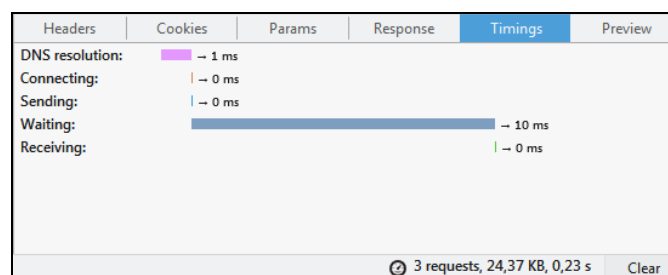 Headers Cookies Params Response Timings Preview
DNS resolution: → 1 ms
Connecting: → 0 ms
Sending: → 0 ms
Waiting: → 10 ms
Receiving: → 0 ms
3 requests, 24,37 KB, 0,23 s Clear